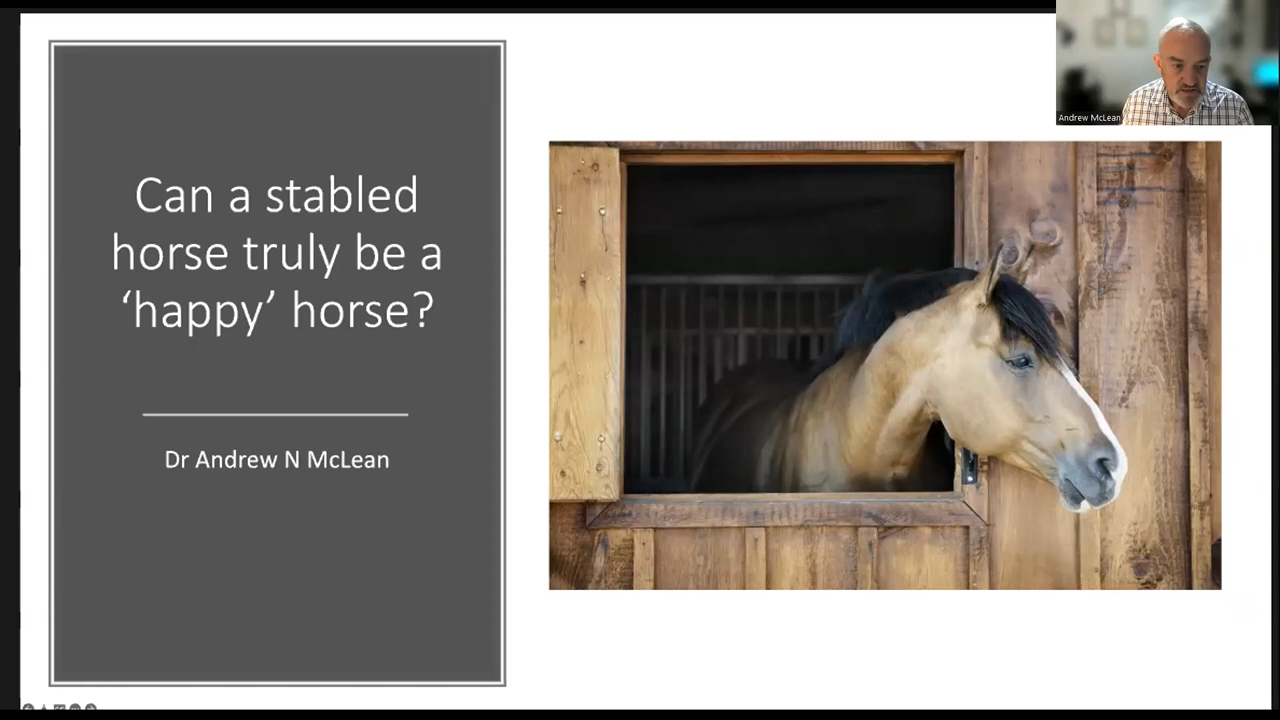 Can a stabled
horse truly be a
‘happy’ horse?
Dr Andrew N McLean
Andrew McLean